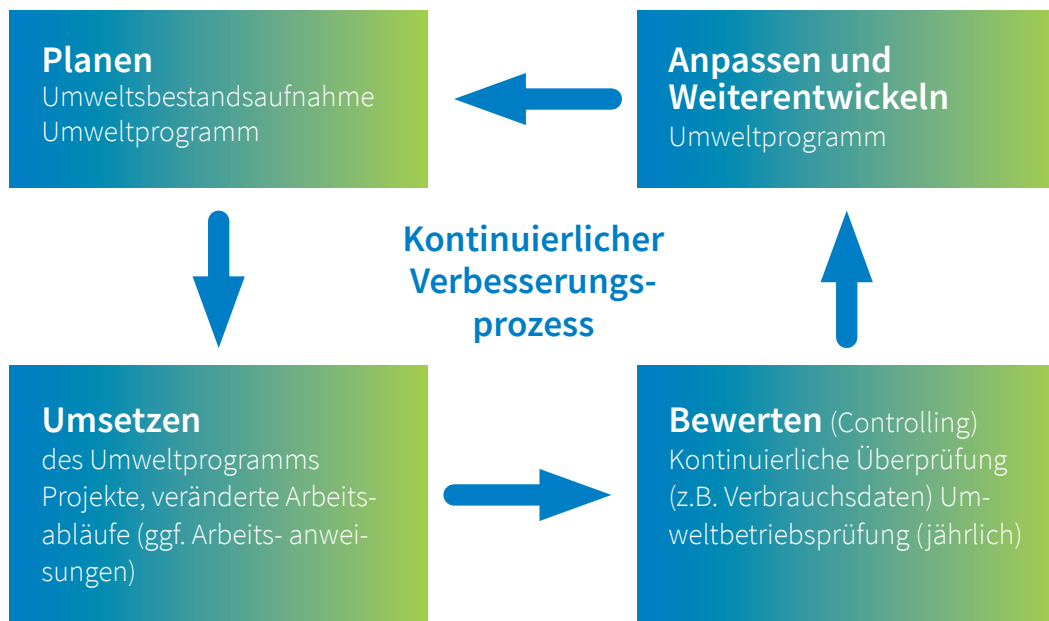 Planen
Umweltsbestandsaufnahme
Umweltprogramm
Anpassen und
Weiterentwickeln
Umweltprogramm
Kontinuierlicher
Verbesserungs-
prozess
Umsetzen
des Umweltprogramms
Projekte, veränderte Arbeits-
abläufe (ggf. Arbeits- anwei-
sungen)
Bewerten (Controlling)
Kontinuierliche Überprüfung
(z.B. Verbrauchsdaten) Um-
weltbetriebsprüfung (jährlich)